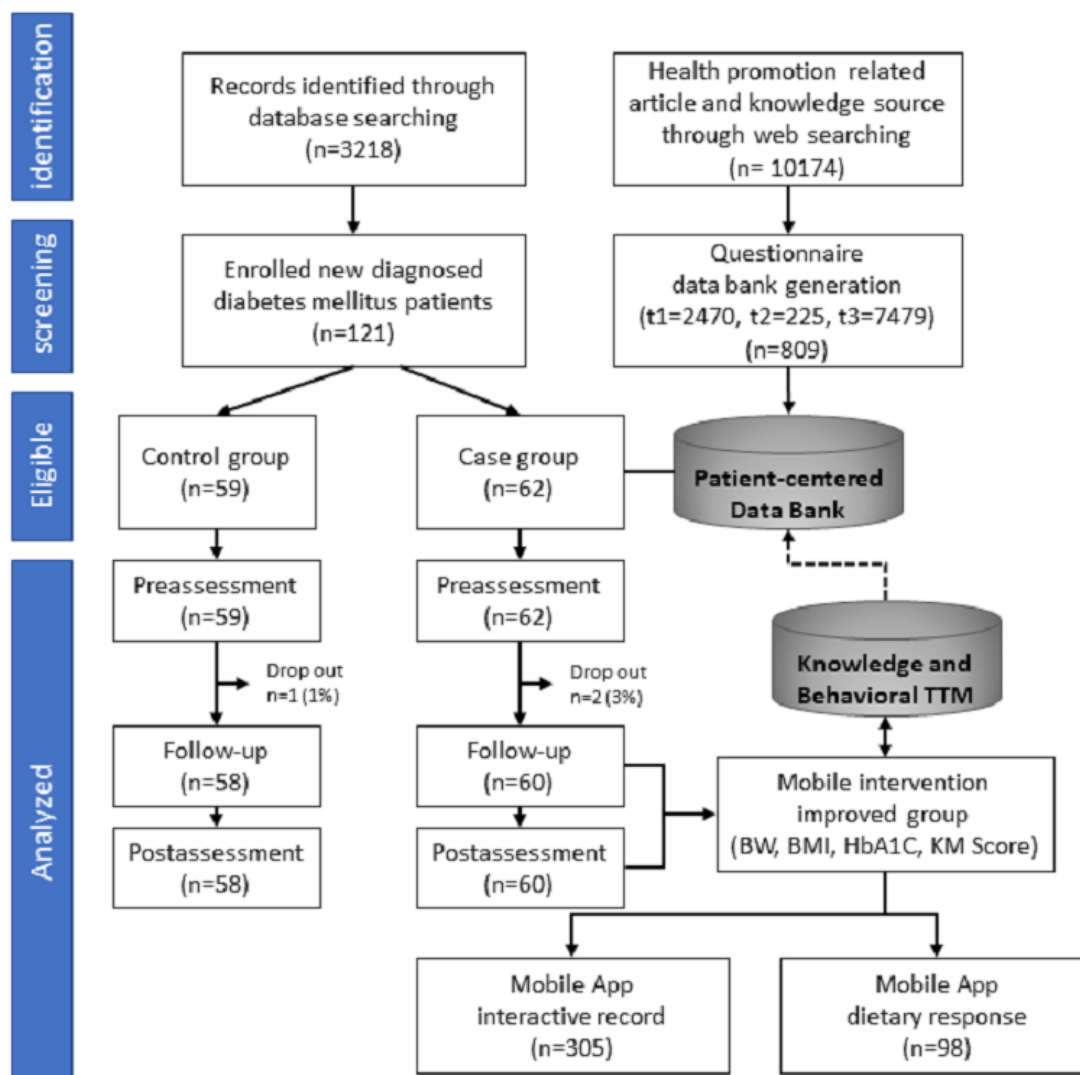 identification
Records identified through
database searching
(n=3218)
Health promotion related
article and knowledge source
through web searching
(n= 10174)
screening
Enrolled new diagnosed
diabetes mellitus patients
(n=121)
Questionnaire
data bank generation
(t1=2470, t2=225, t3=7479)
(n=809)
Eligible
Control group
(n=59)
Case group
(n=62)
Patient-centered
Data Bank
Analyzed
Preassessment
(n=59)
Preassessment
(n=62)
Knowledge and
Behavioral TTM
Drop out
n=1 (1%)
Drop out
n=2 (3%)
Follow-up
(n=58)
Follow-up
(n=60)
Mobile intervention
improved group
(BW, BMI, HbA1C, KM Score)
Postassessment
(n=58)
Postassessment
(n=60)
Mobile App
interactive record
(n=305)
Mobile App
dietary response
(n=98)